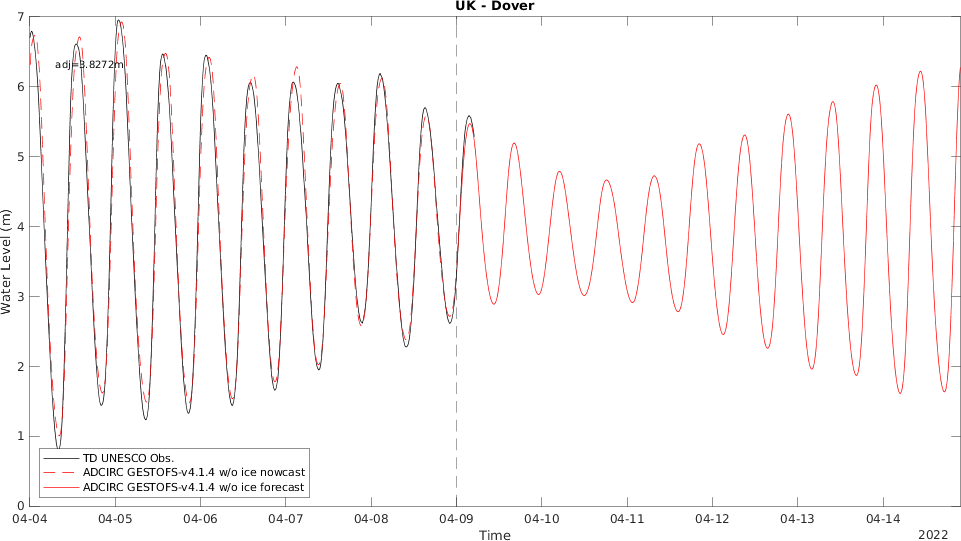 UK - Dover
7
6
5
4
3
2
1
0
Water Level (m)
adj=3.8272m
TD UNESCO Obs.
ADCIRC GESTOFS-v4.1.4 w/o ice nowcast
ADCIRC GESTOFS-v4.1.4 w/o ice forecast
04-04 04-05 04-06 04-07 04-08 04-09 04-10 04-11 04-12 04-13 04-14
Time
2022